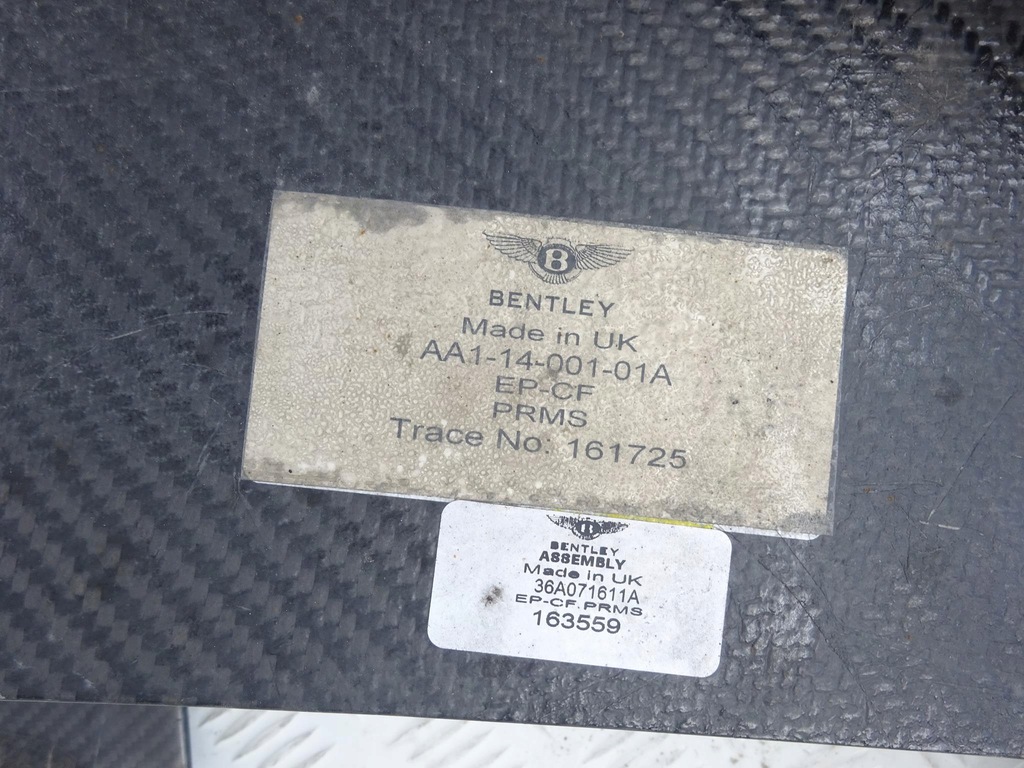 B
BENTLEY
Made in UK
AA1-14-001-01A
EP-CF
PRMS
Trace No: 161725
B
BENTLEY
ASSEMBLY
Made in UK
36A071611A
EP-CF, PRMS
163559